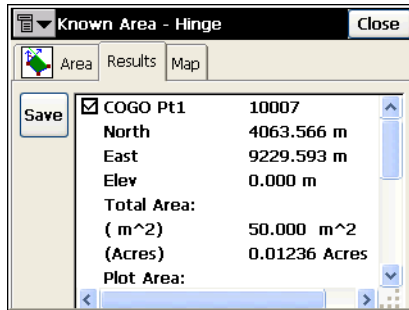 Known Area - Hinge Close
Area Results Map
Save
COGO Pt1 10007
North 4063.566 m
East 9229.593 m
Elev 0.000 m
Total Area:
( m^2) 50.000 m^2
(Acres) 0.01236 Acres
Plot Area: